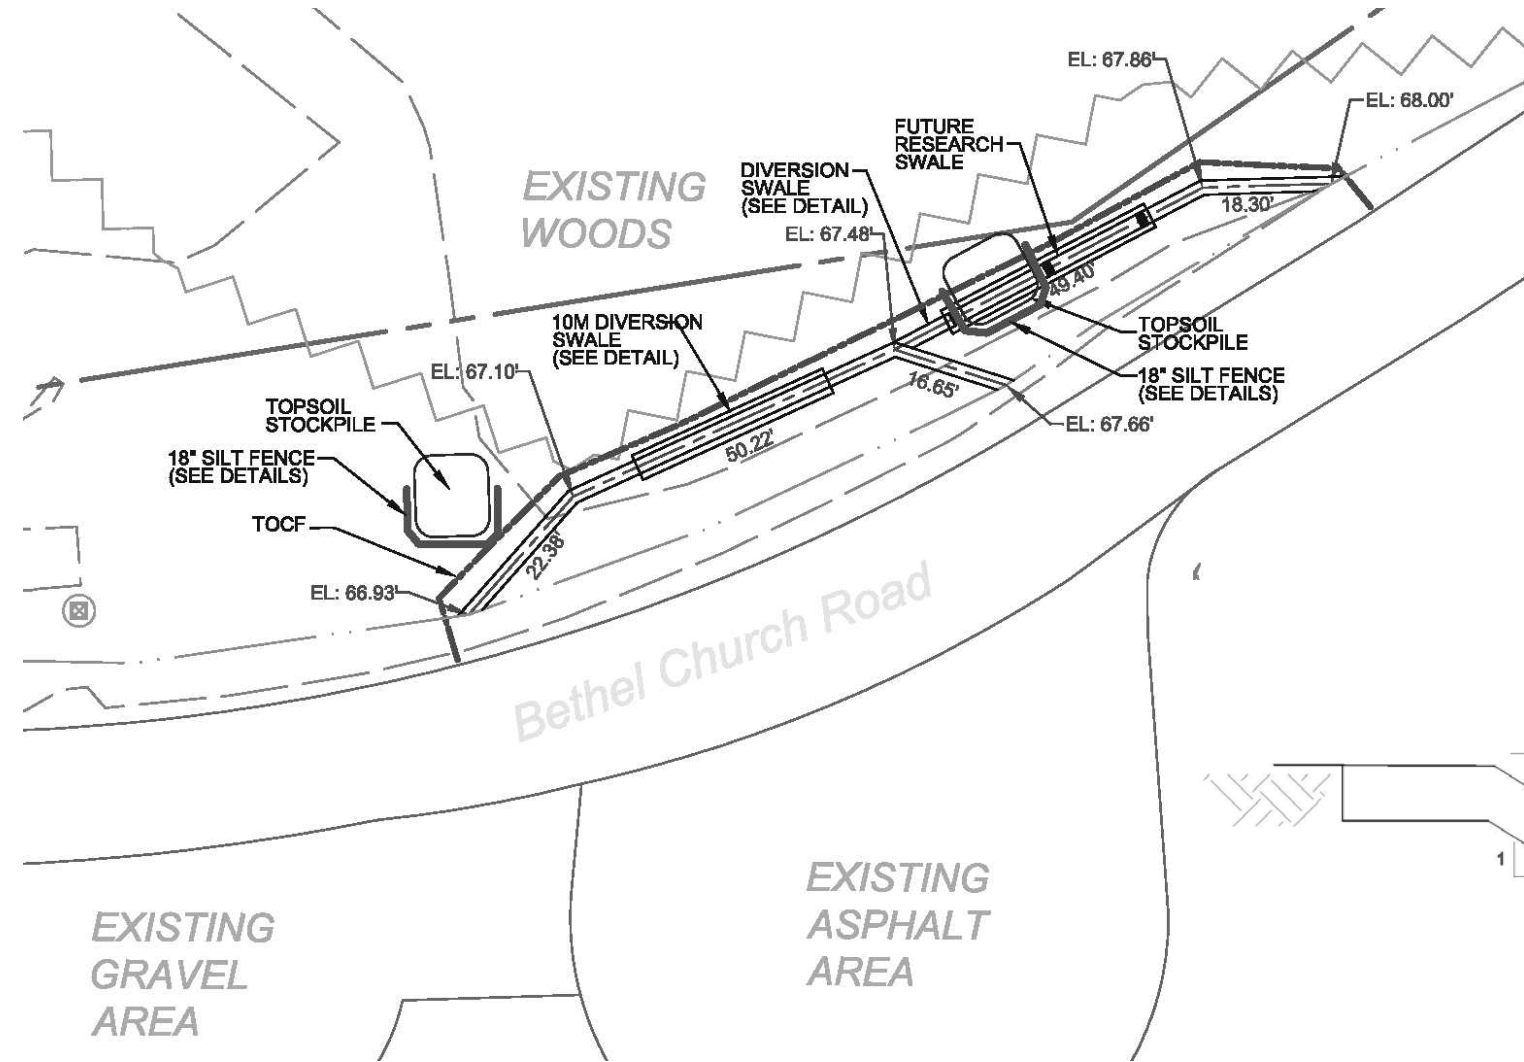 EL: 67.86'
EL: 68.00'
FUTURE
RESEARCH
SWALE
DIVERSION
SWALE
(SEE DETAIL)
EXISTING
WOODS
EL: 67.48'
18.30'
49.40'
10M DIVERSION
SWALE
(SEE DETAIL)
TOPSOIL
STOCKPILE
EL: 67.10'
16.65'
18" SILT FENCE
(SEE DETAILS)
TOPSOIL
STOCKPILE
EL: 67.66'
50.22'
18" SILT FENCE
(SEE DETAILS)
TOCF
22.38'
EL: 66.93'
Bethel Church Road
1
EXISTING
ASPHALT
AREA
EXISTING
GRAVEL
AREA